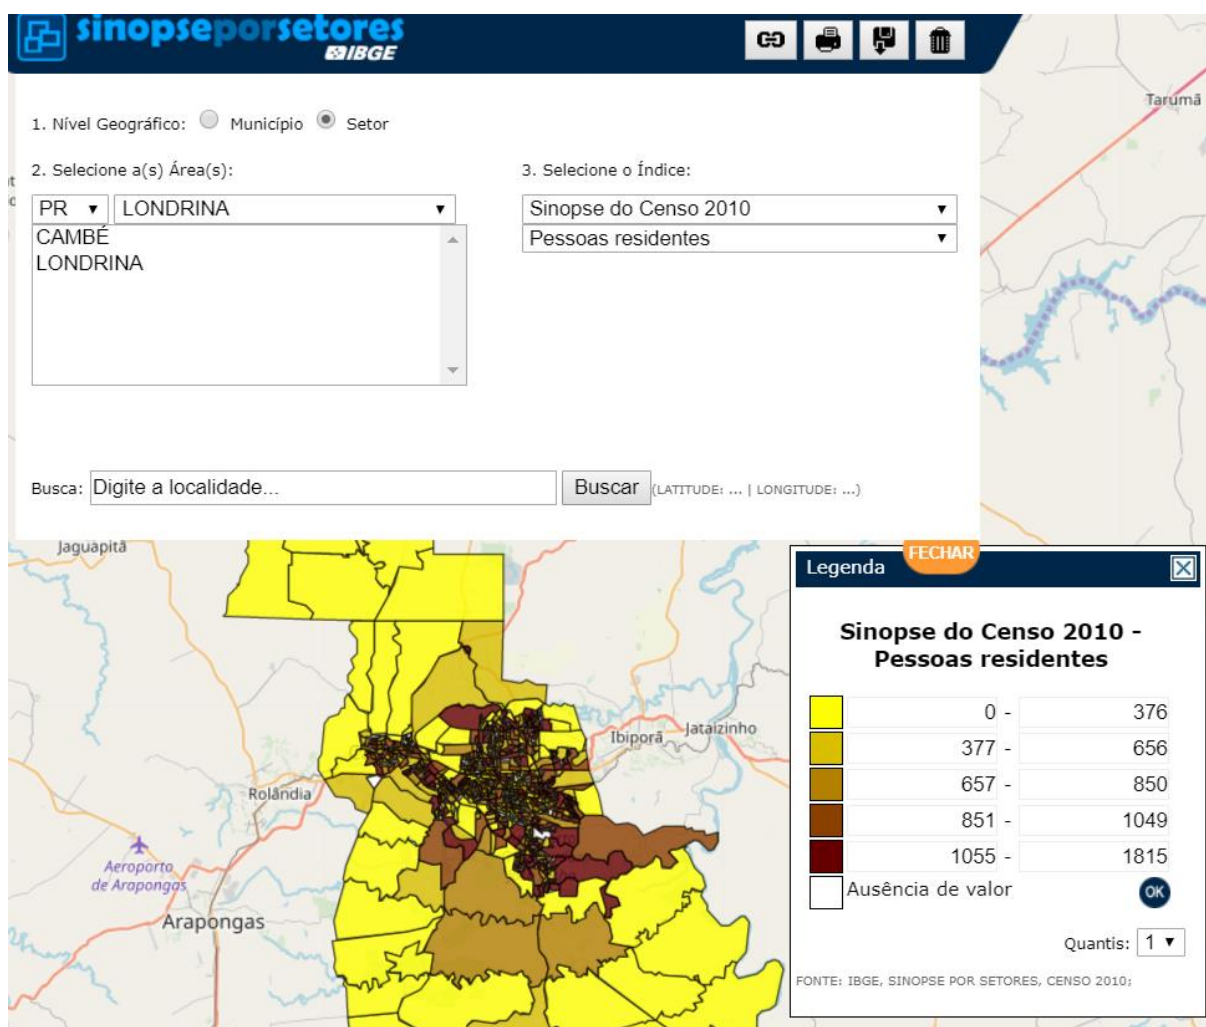 sinopseporsetores
IBGE
Tarumã
1. Nível Geográfico: Município Setor
2. Selecione a(s) Área(s):
3. Selecione o Índice:
PR LONDRINA
Sinopse do Censo 2010
CAMBÉ
Pessoas residentes
LONDRINA
Busca: Digite a localidade... Buscar (LATITUDE: ... | LONGITUDE: ...)
Jaguapitã
Legenda
FECHAR
Sinopse do Censo 2010 -
Pessoas residentes
0 - 376
Ibiporã
Jataizinho
377 - 656
Rolândia
657 - 850
851 - 1049
Aeroporto
de Arapongas
1055 - 1815
Ausência de valor
OK
Arapongas
Quantis: 1
FONTE: IBGE, SINOPSE POR SETORES, CENSO 2010;